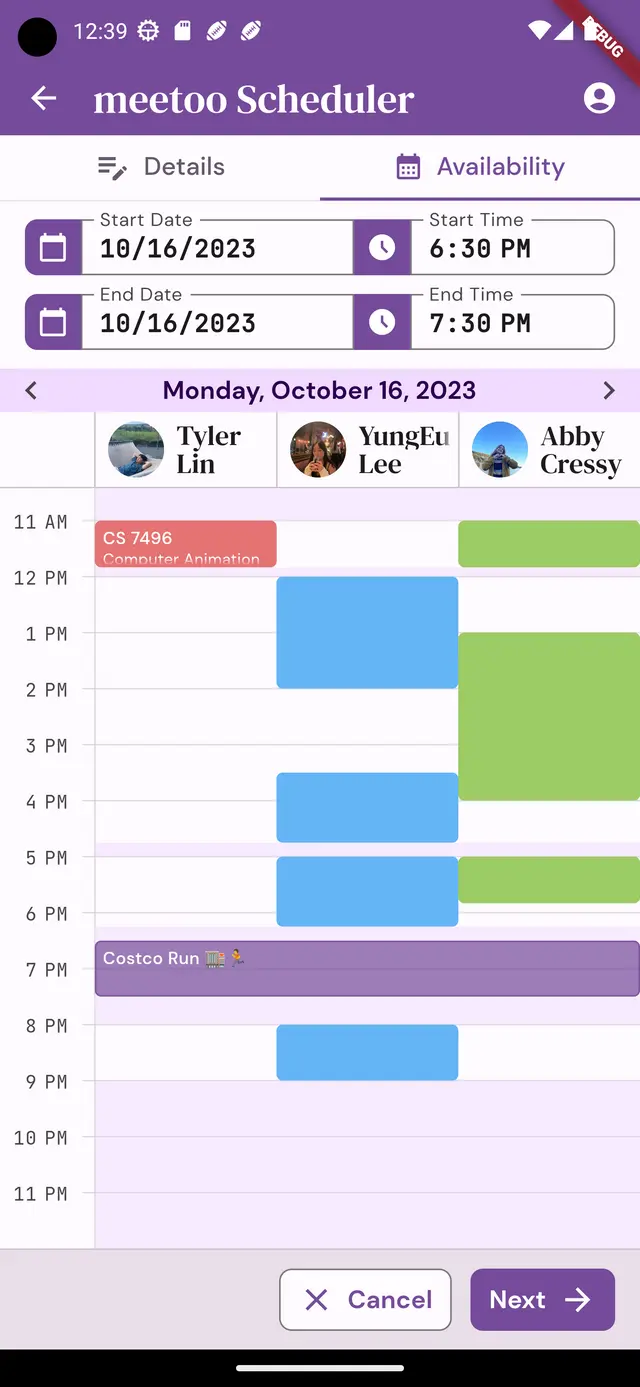 12:39
DEBUG
meetoo Scheduler
Details
Availability
Start Date
10/16/2023
Start Time
6:30 PM
End Date
10/16/2023
End Time
7:30 PM
Monday, October 16, 2023
Tyler
Lin
YungEu
Lee
Abby
Cressy
11 AM
CS 7496
Computer Animation
12 PM
1 PM
2 PM
3 PM
4 PM
5 PM
6 PM
Costco Run 🏬🏃
7 PM
8 PM
9 PM
10 PM
11 PM
Cancel
Next